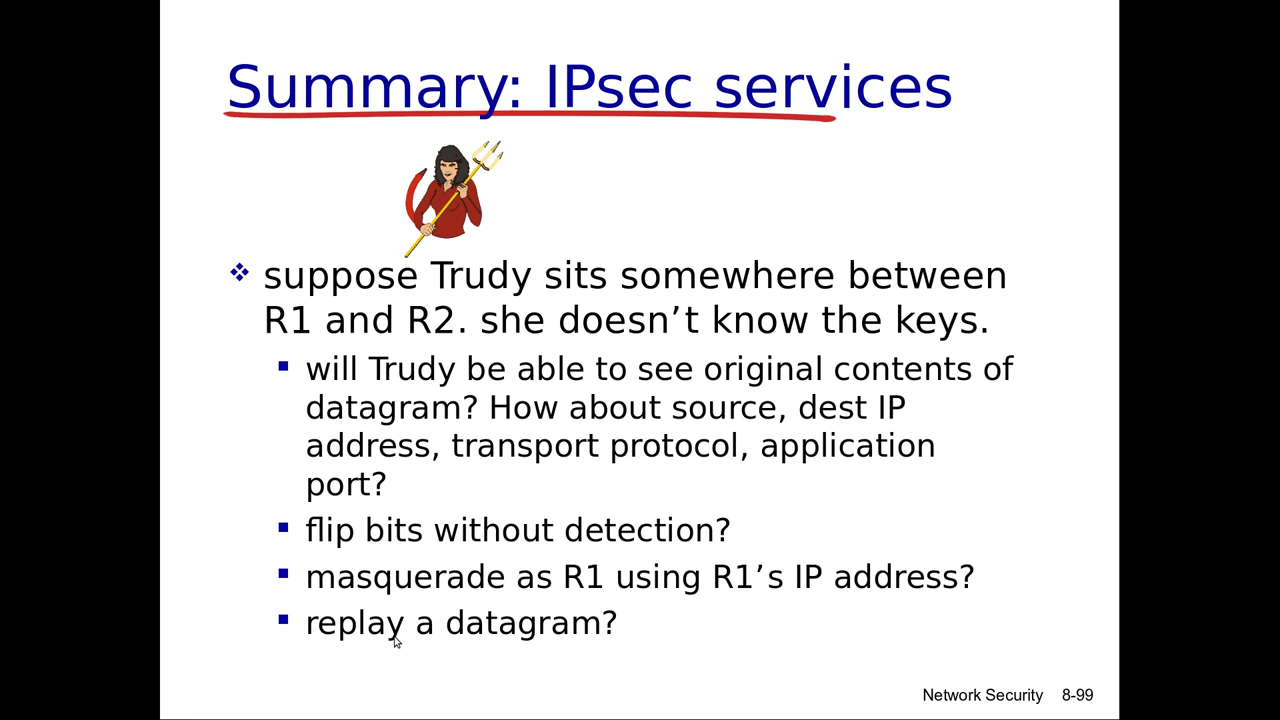 Summary: IPsec services
suppose Trudy sits somewhere between
R1 and R2. she doesn’t know the keys.
will Trudy be able to see original contents of
datagram? How about source, dest IP
address, transport protocol, application
port?
flip bits without detection?
masquerade as R1 using R1’s IP address?
replay a datagram?
Network Security 8-99